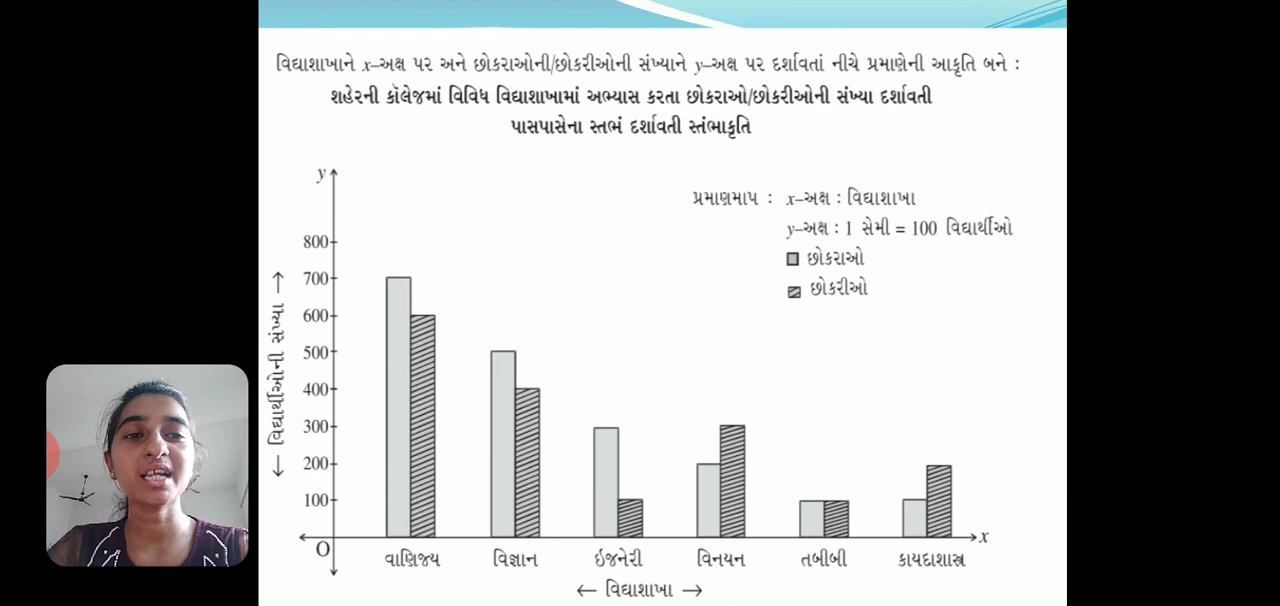 વિદ્યાશાખાને x–અક્ષ પર અને છોકરાઓની/છોકરીઓની સંખ્યાને y–અક્ષ પર દર્શાવતાં નીચે પ્રમાણેની આકૃતિ બને :
શહેરની કૉલેજમાં વિવિધ વિદ્યાશાખામાં અભ્યાસ કરતા છોકરાઓ/છોકરીઓની સંખ્યા દર્શાવતી
પાસપાસેના સ્તભં દર્શાવતી સ્તંભાકૃતિ
y
પ્રમાણમાપ : x–અક્ષ : વિદ્યાશાખા
y–અક્ષ : 1 સેમી = 100 વિદ્યાર્થીઓ
છોકરાઓ
છોકરીઓ
800
700
600
500
400
300
200
100
← વિદ્યાર્થીઓની સંખ્યા →
O
x
વાણિજ્ય વિજ્ઞાન ઇજનેરી વિનયન તબીબી કાયદાશાસ્ત્ર
← વિદ્યાશાખા →